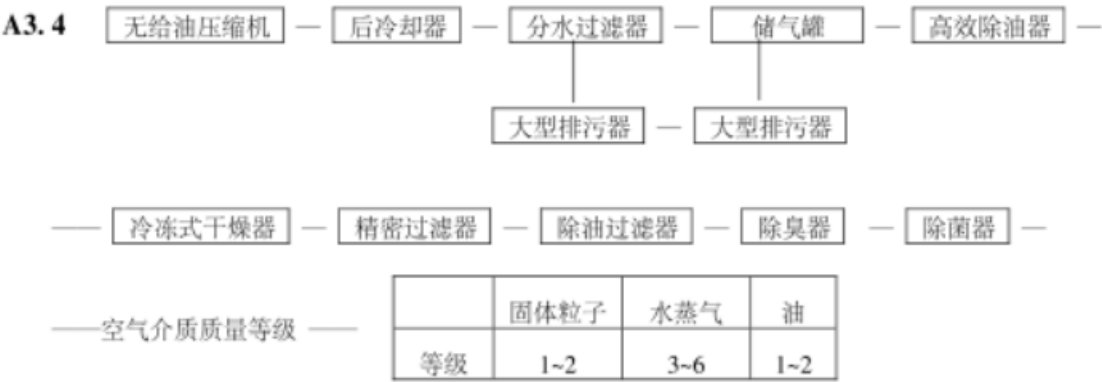 A3.4 无给油压缩机 — 后冷却器 — 分水过滤器 — 储气罐 — 高效除油器 —
大型排污器 — 大型排污器
—— 冷冻式干燥器 — 精密过滤器 — 除油过滤器 — 除臭器 — 除菌器 —
固体粒子 水蒸气 油
——空气介质质量等级 ——
等级 1~2 3~6 1~2